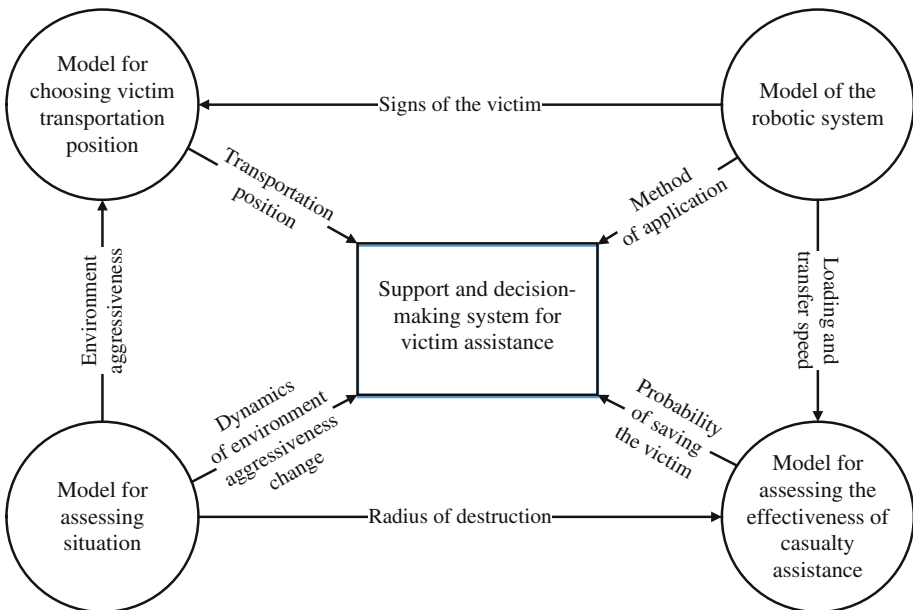 Model for
choosing victim
transportation
position
Signs of the victim
Model of the
robotic system
Transportation
position
Method
of application
Environment
aggressiveness
Support and decision-
making system for
victim assistance
Loading and
transfer speed
Dynamics
of environment
aggressiveness
change
Probability
of saving
the victim
Model for
assessing
situation
Radius of destruction
Model for
assessing the
effectiveness of
casualty
assistance